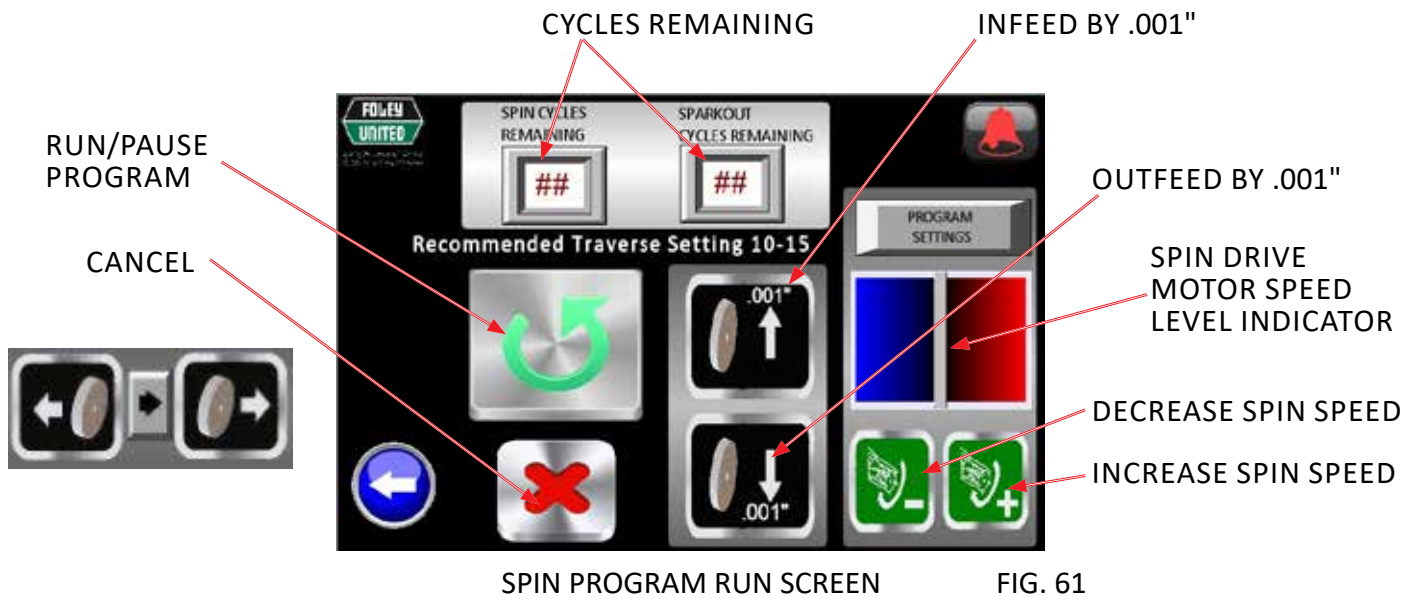 CYCLES REMAINING
INFEED BY .001"
FOLEY
UNITED
SPIN CYCLES
REMAINING
SPARKOUT
CYCLES REMAINING
##
##
RUN/PAUSE
PROGRAM
OUTFEED BY .001"
PROGRAM
SETTINGS
Recommended Traverse Setting 10-15
CANCEL
.001"
SPIN DRIVE
MOTOR SPEED
LEVEL INDICATOR
DECREASE SPIN SPEED
INCREASE SPIN SPEED
.001"
SPIN PROGRAM RUN SCREEN
FIG. 61